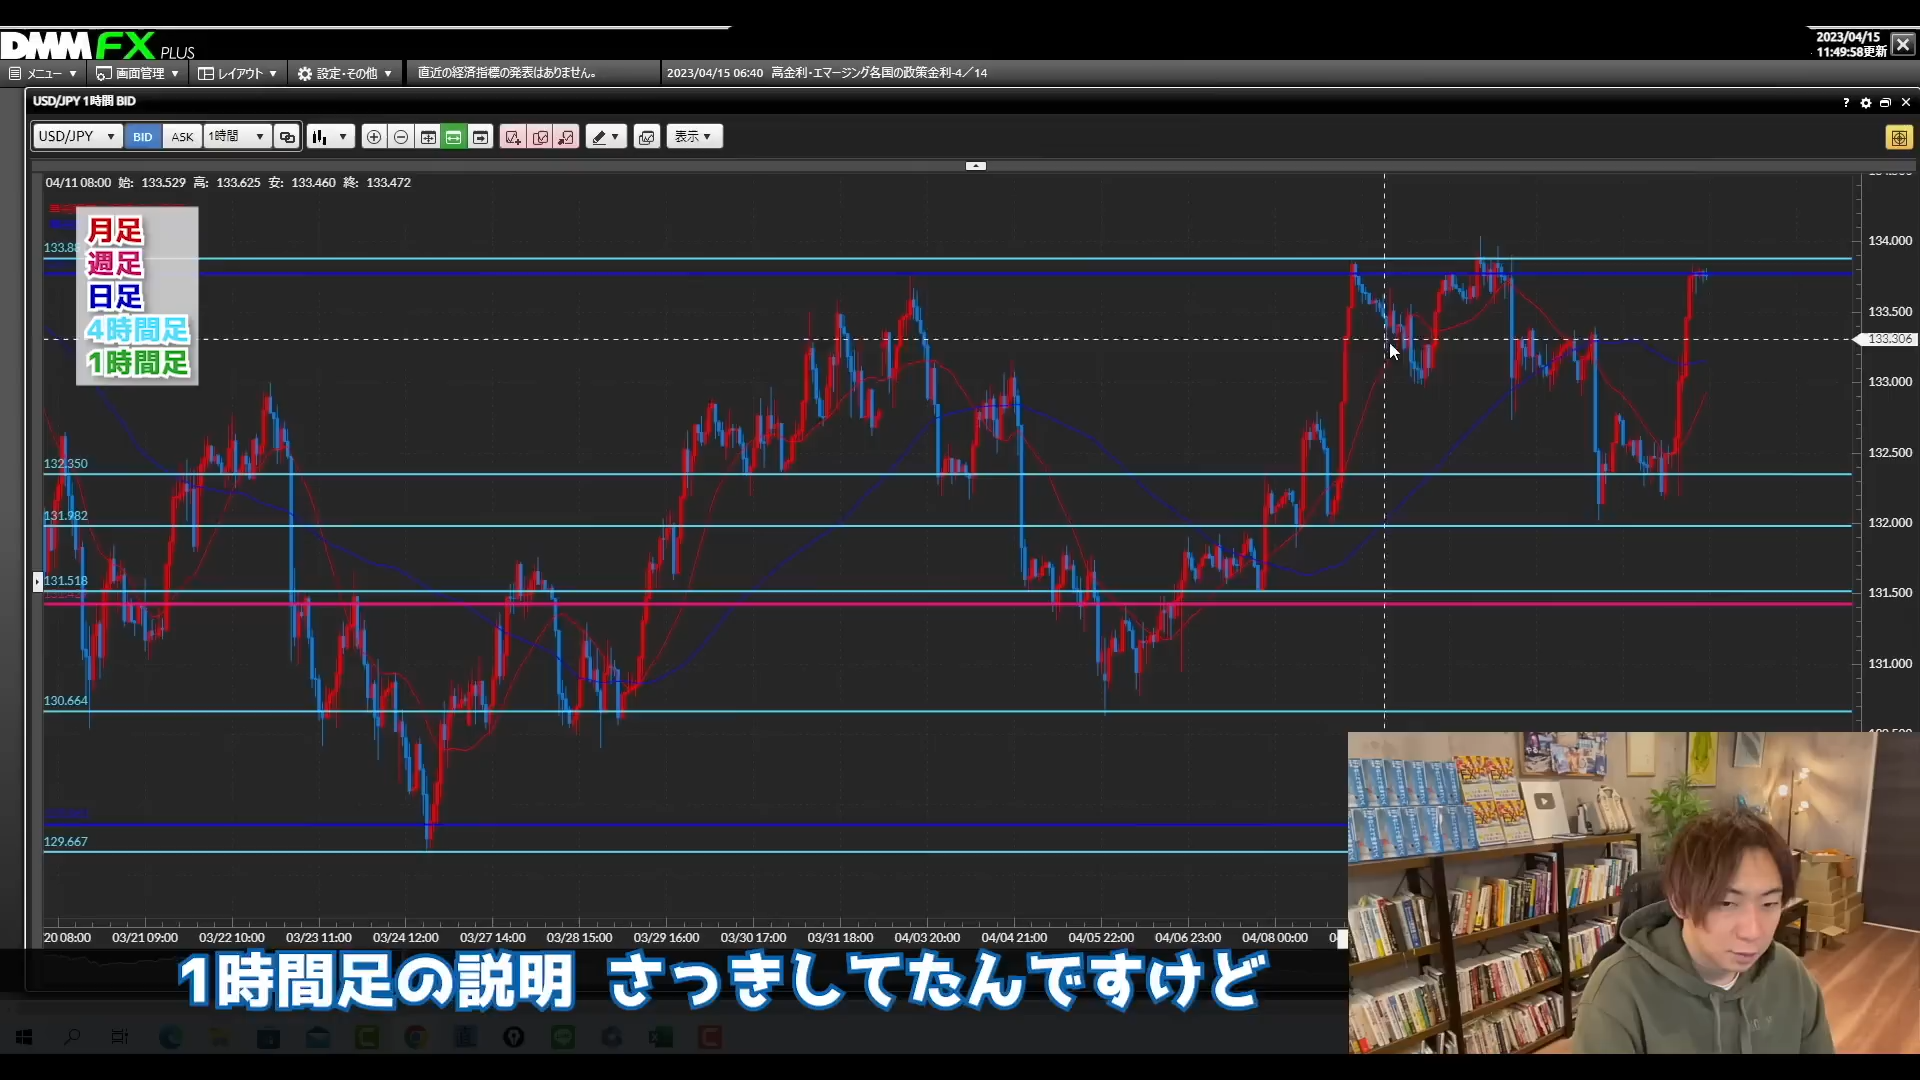 DMM FX PLUS
2023/04/15
11:49:58更新
メニュー
画面管理
レイアウト
設定・その他
直近の経済指標の発表はありません。
2023/04/15 06:40 高金利・エマージング各国の政策金利-4/14
USD/JPY 1時間 BID
USD/JPY
BID
ASK
1時間
表示
04/11 08:00 始: 133.529 高: 133.625 安: 133.460 終: 133.472
月足
週足
日足
4時間足
1時間足
134.000
133.500
133.306
133.000
132.500
132.000
131.500
131.000
132.350
131.982
131.518
130.664
129.667
20 08:00 03/21 09:00 03/22 10:00 03/23 11:00 03/24 12:00 03/27 14:00 03/28 15:00 03/29 16:00 03/30 17:00 03/31 18:00 04/03 20:00 04/04 21:00 04/05 22:00 04/06 23:00 04/08 00:00
1時間足の説明 さっきしてたんですけど